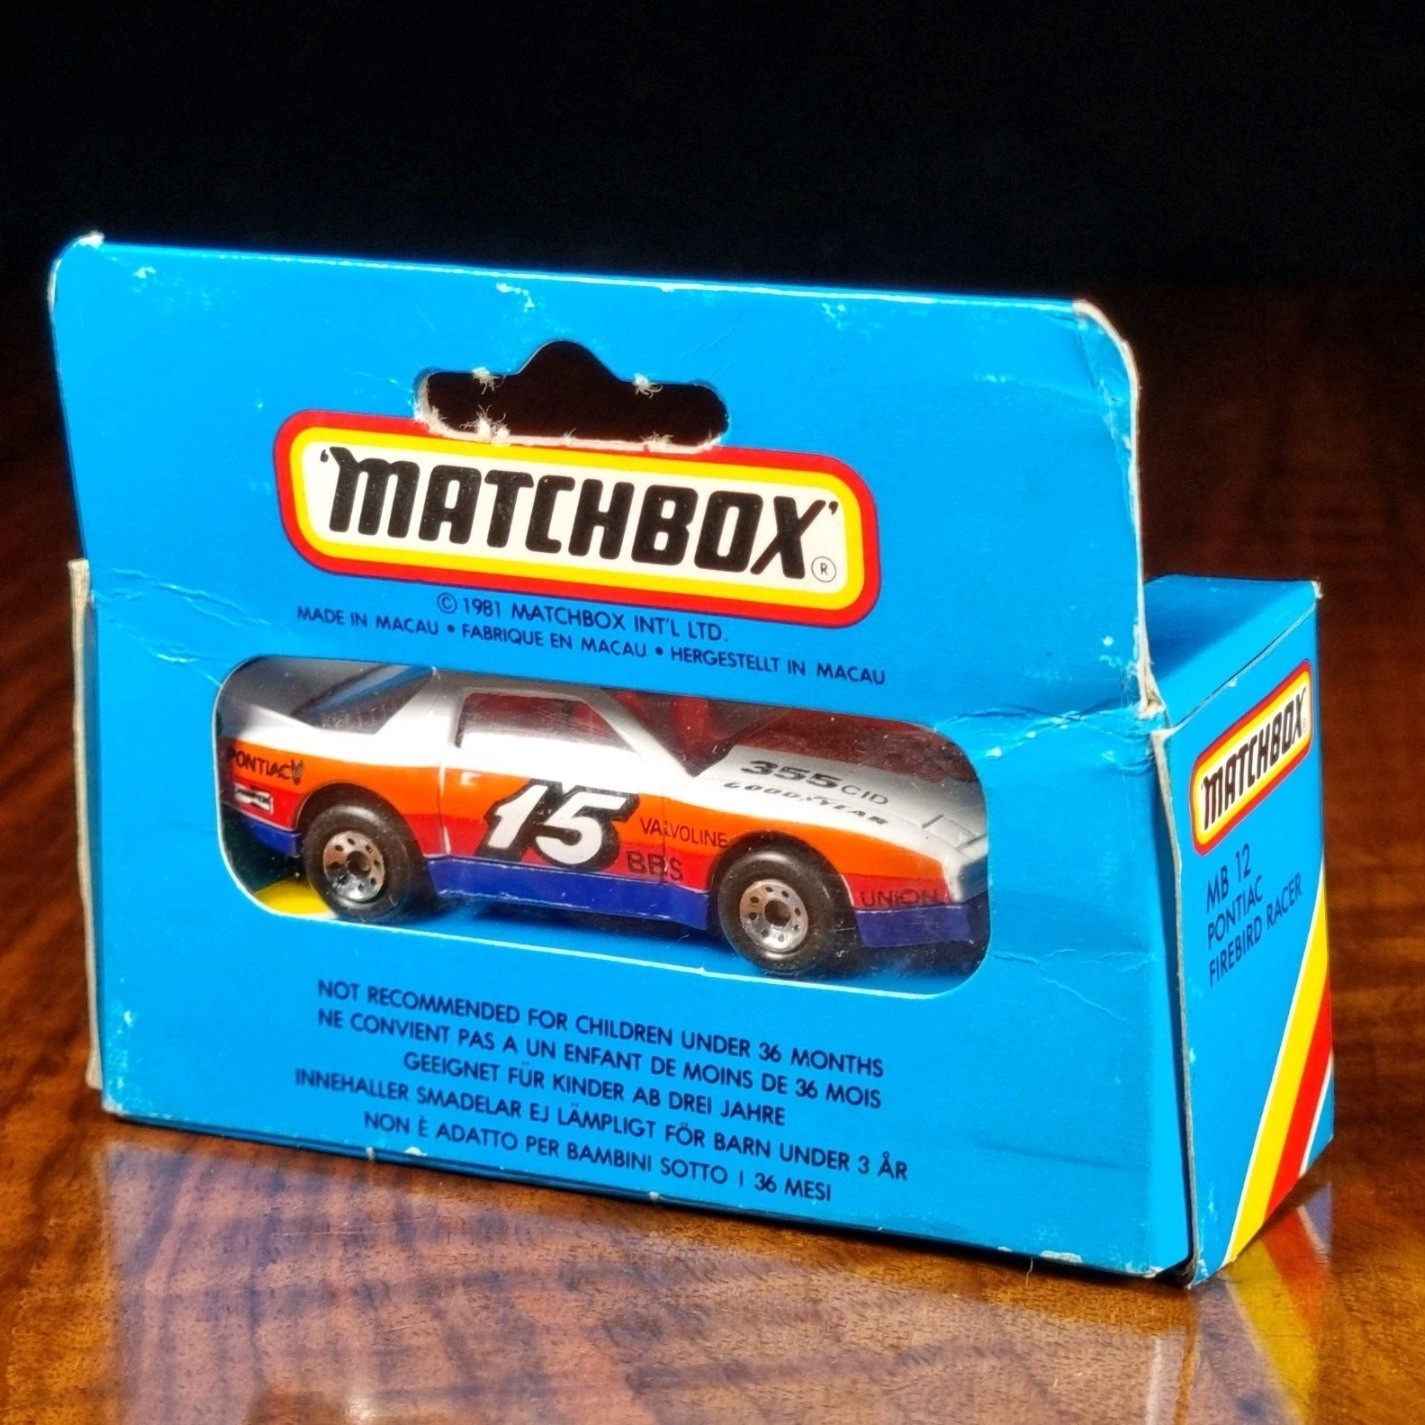 'MATCHBOX'®
© 1981 MATCHBOX INT'L LTD.
MADE IN MACAU • FABRIQUE EN MACAU • HERGESTELLT IN MACAU
PONTIAC
15
VALVOLINE
BBS
355 CID
GOODYEAR
UNION
NOT RECOMMENDED FOR CHILDREN UNDER 36 MONTHS
NE CONVIENT PAS A UN ENFANT DE MOINS DE 36 MOIS
GEEIGNET FÜR KINDER AB DREI JAHRE
INNEHALLER SMADELAR EJ LÄMPLIGT FÖR BARN UNDER 3 ÅR
NON È ADATTO PER BAMBINI SOTTO I 36 MESI
'MATCHBOX'
MB 12
PONTIAC
FIREBIRD RACER